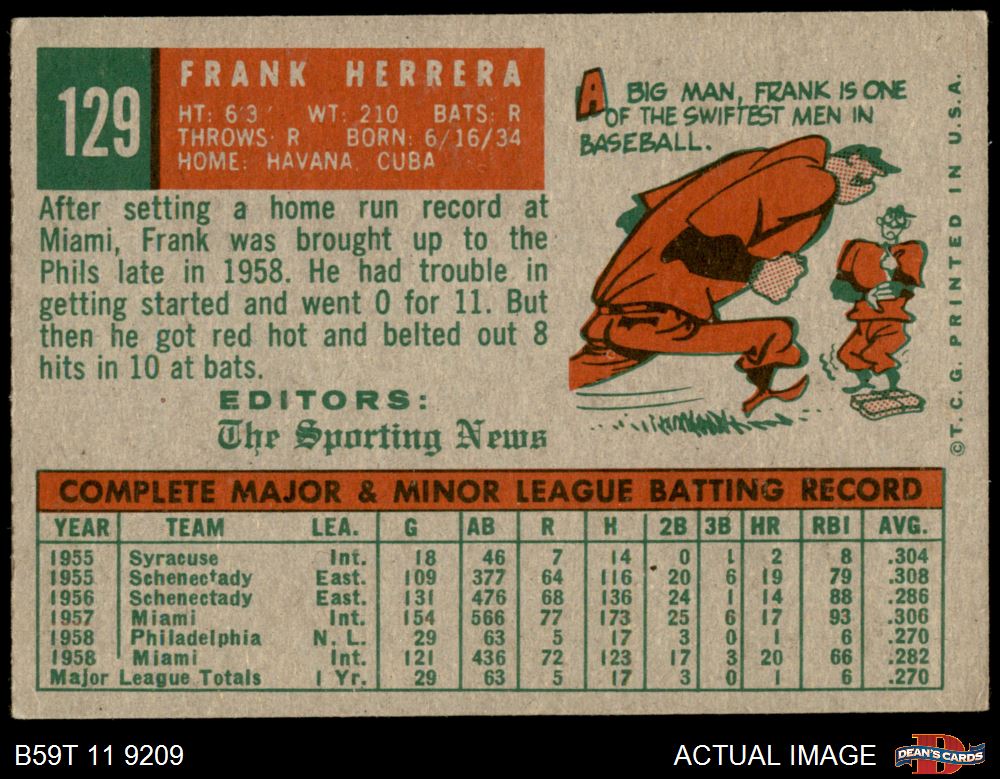 129
FRANK HERRERA
HT: 6'3' WT: 210 BATS: R
THROWS: R BORN: 6/16/34
HOME: HAVANA, CUBA
A BIG MAN, FRANK IS ONE
OF THE SWIFTEST MEN IN
BASEBALL.
After setting a home run record at
Miami, Frank was brought up to the
Phils late in 1958. He had trouble in
getting started and went 0 for 11. But
then he got red hot and belted out 8
hits in 10 at bats.
EDITORS:
The Sporting News
© T. C. G. PRINTED IN U.S.A.
COMPLETE MAJOR & MINOR LEAGUE BATTING RECORD
YEAR TEAM LEA. G AB R H 2B 3B HR RBI AVG.
1955 Syracuse Int. 18 46 7 14 0 1 2 8 .304
1955 Schenectady East. 109 377 64 116 20 6 19 79 .308
1956 Schenectady East. 131 476 68 136 24 1 14 88 .286
1957 Miami Int. 154 566 77 173 25 6 17 93 .306
1958 Philadelphia N. L. 29 63 5 17 3 0 1 6 .270
1958 Miami Int. 121 436 72 123 17 3 20 66 .282
Major League Totals 1 Yr. 29 63 5 17 3 0 1 6 .270
B59T 11 9209
ACTUAL IMAGE
D
DEAN'S CARDS